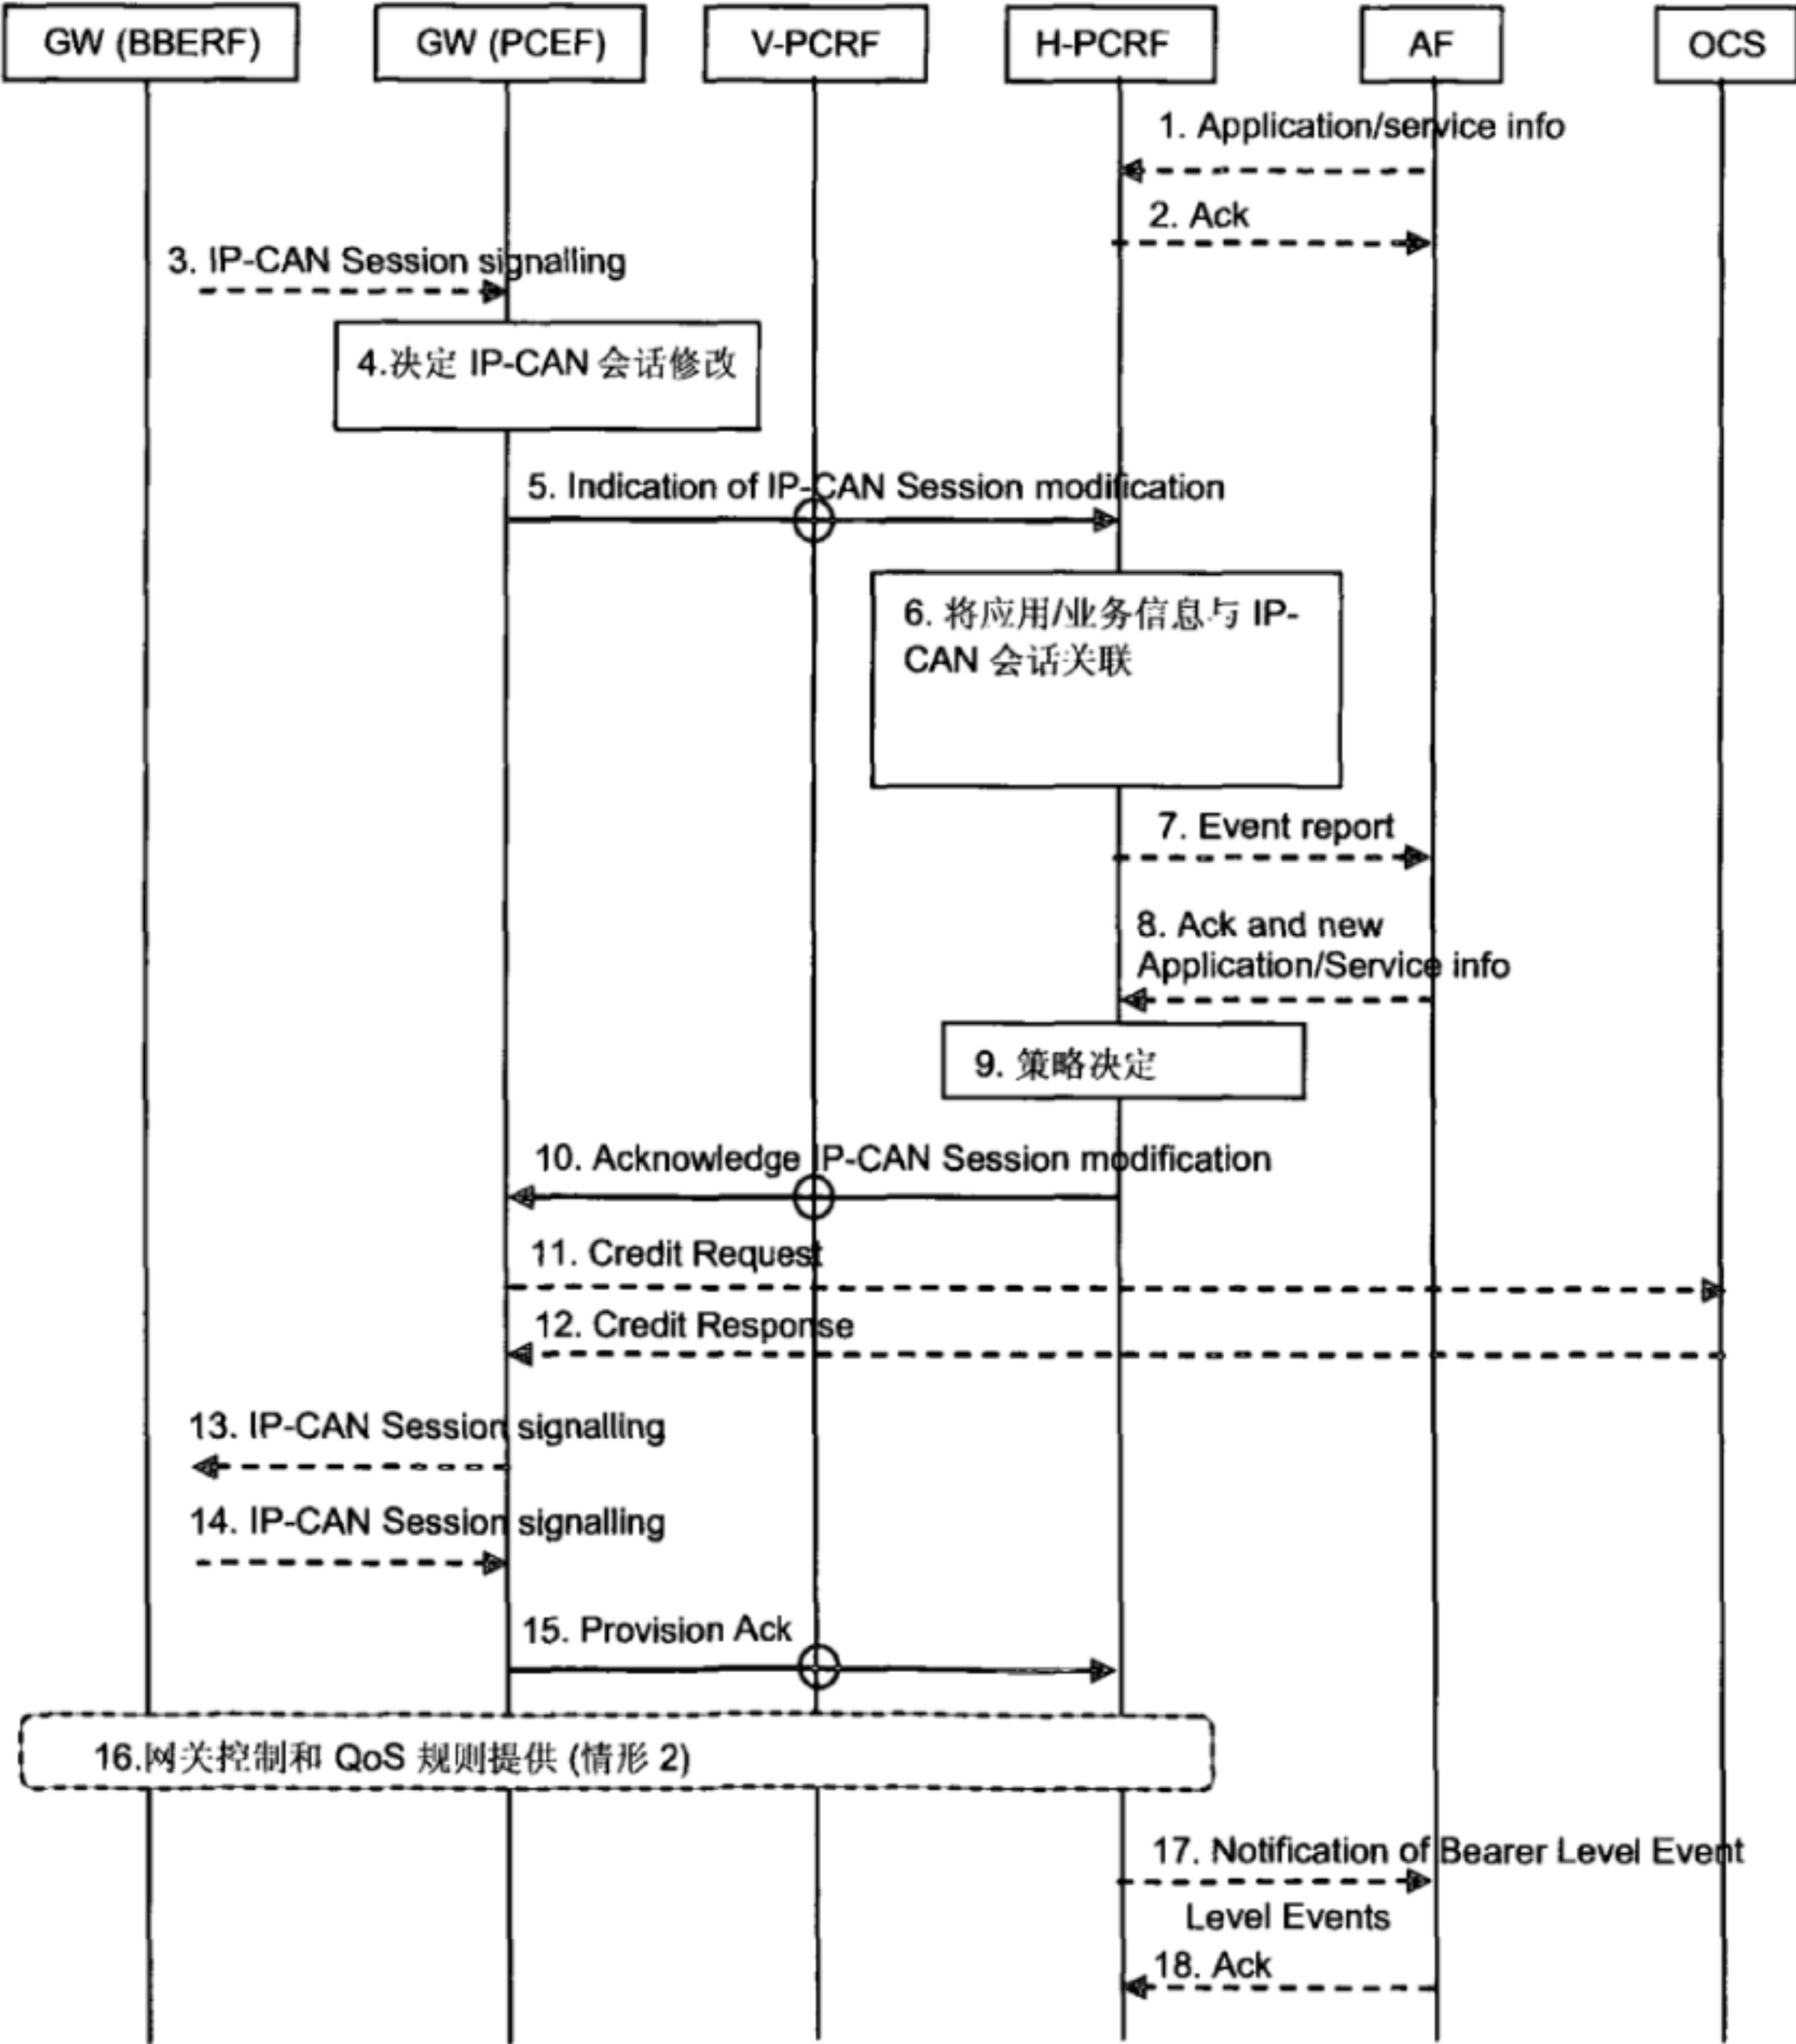 GW (BBERF)
GW (PCEF)
V-PCRF
H-PCRF
AF
OCS
1. Application/service info
2. Ack
3. IP-CAN Session signalling
4.决定 IP-CAN 会话修改
5. Indication of IP-CAN Session modification
6. 将应用/业务信息与 IP-
CAN 会话关联
7. Event report
8. Ack and new
Application/Service info
9. 策略决定
10. Acknowledge IP-CAN Session modification
11. Credit Request
12. Credit Response
13. IP-CAN Session signalling
14. IP-CAN Session signalling
15. Provision Ack
16.网关控制和 QoS 规则提供 (情形 2)
17. Notification of Bearer Level Event
Level Events
18. Ack